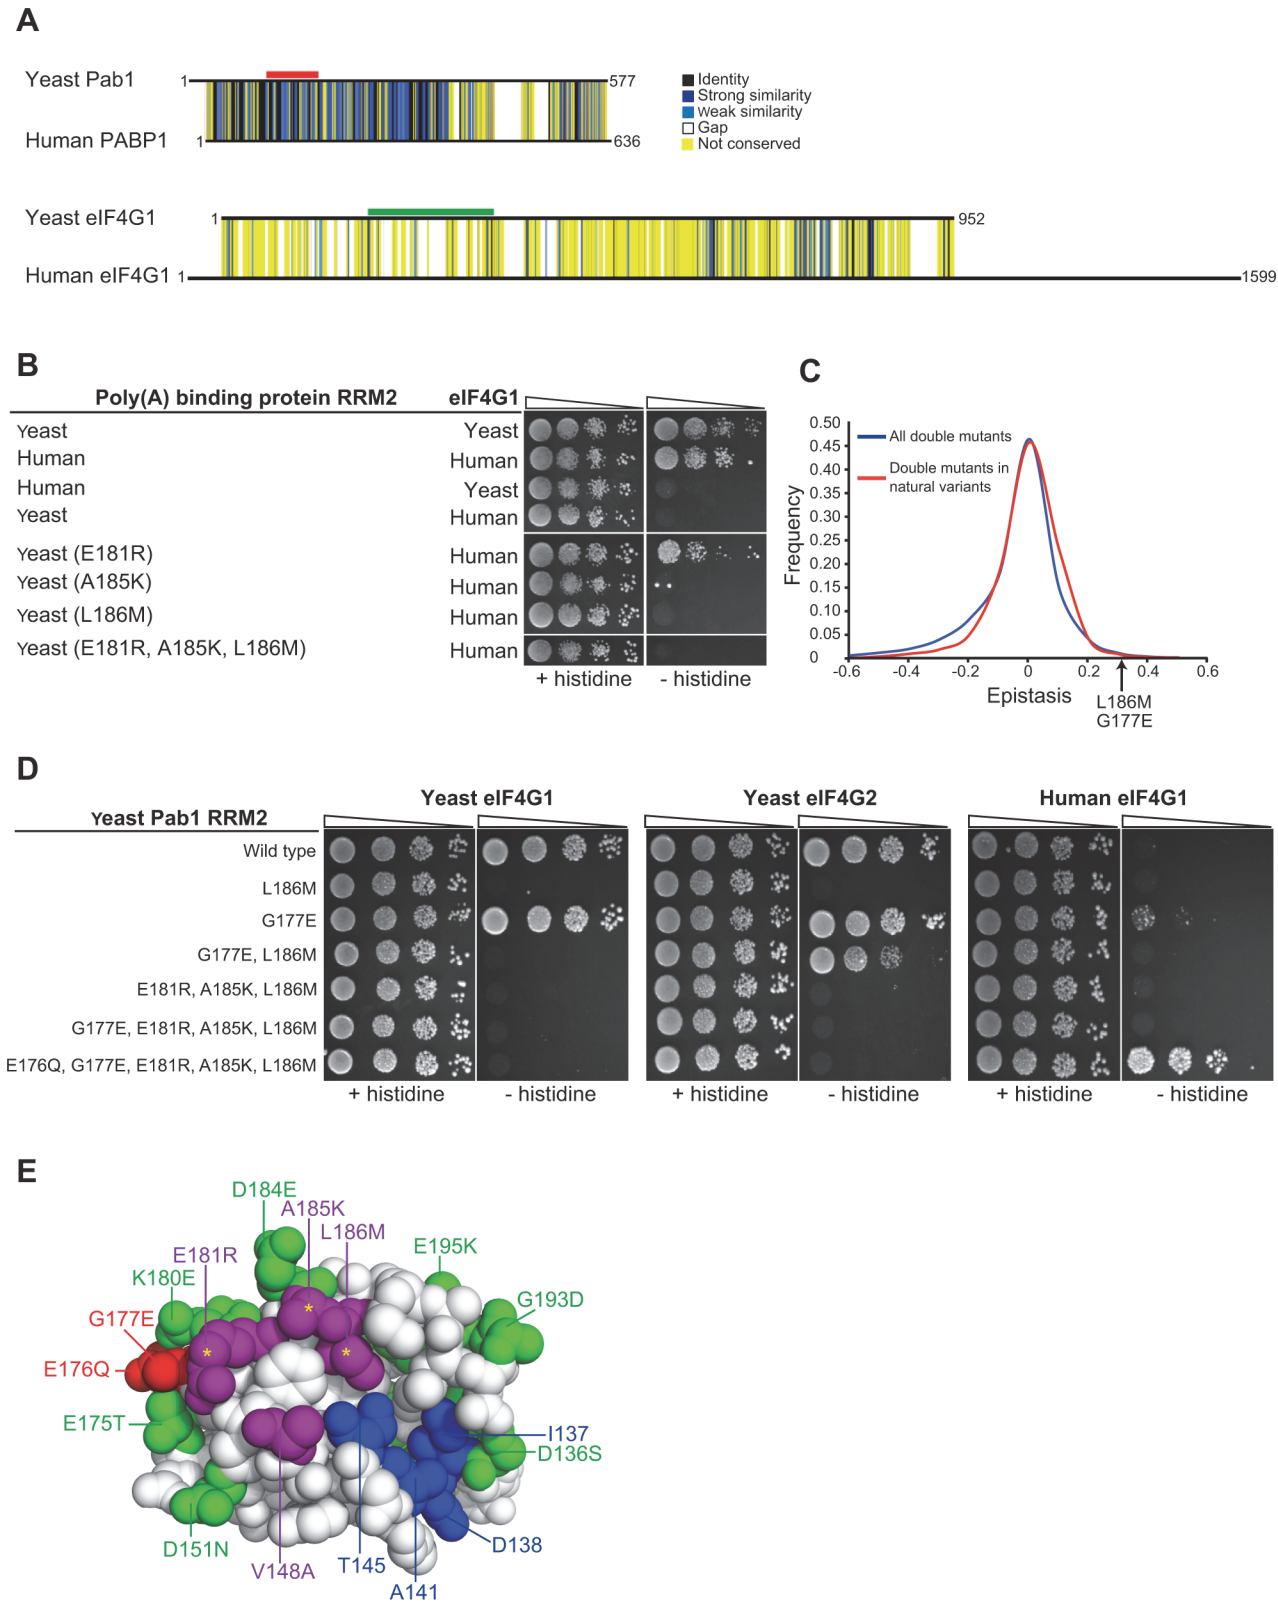 A
Yeast Pab1 1 577
Human PABP1 1 636
Identity
Strong similarity
weak similarity
Gap
Not conserved
Yeast eIF4G1 1 952
Human eIF4G1 1 1599
B
Poly(A) binding protein RRM2 eIF4G1
Yeast Yeast
Human Human
Human Yeast
Yeast Human
Yeast (E181R) Human
Yeast (A185K) Human
Yeast (L186M) Human
Yeast (E181R, A185K, L186M) Human
+ histidine - histidine
C
Frequency
0.50
0.45
0.40
0.35
0.30
0.25
0.20
0.15
0.10
0.05
0
All double mutants
Double mutants in
natural variants
-0.6 -0.4 -0.2 0 0.2 0.4 0.6
Epistasis
L186M
G177E
D
Yeast Pab1 RRM2 Yeast eIF4G1 Yeast eIF4G2 Human eIF4G1
Wild type
L186M
G177E
G177E, L186M
E181R, A185K, L186M
G177E, E181R, A185K, L186M
E176Q, G177E, E181R, A185K, L186M
+ histidine - histidine + histidine - histidine + histidine - histidine
E
D184E
A185K
L186M
E181R
E195K
K180E
G193D
G177E
* 
* *
E176Q
E175T
I137
D136S
D151N
D138
V148A
T145
A141